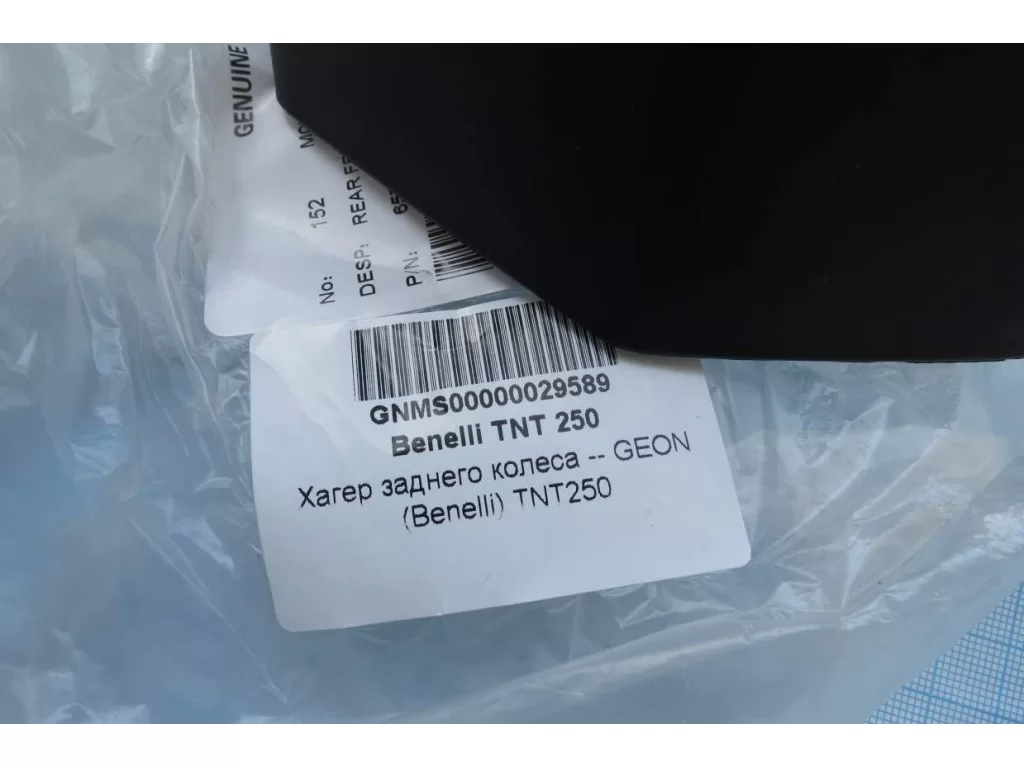 GENUINE
No: 152
DESP: REAR
P/N:
GNMS00000029589
Benelli TNT 250
Хагер заднего колеса -- GEON
(Benelli) TNT250